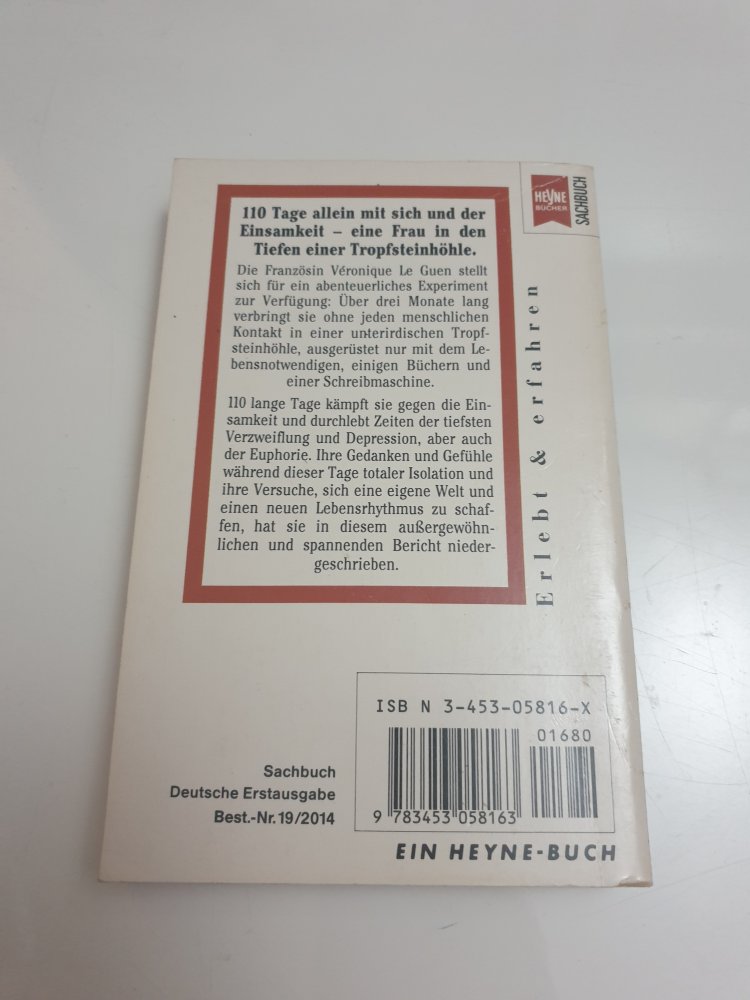 HEYNE
BÜCHER
SACHBUCH
110 Tage allein mit sich und der
Einsamkeit – eine Frau in den
Tiefen einer Tropfsteinhöhle.
Die Französin Véronique Le Guen stellt
sich für ein abenteuerliches Experiment
zur Verfügung: Über drei Monate lang
verbringt sie ohne jeden menschlichen
Kontakt in einer unterirdischen Tropf-
steinhöhle, ausgerüstet nur mit dem Le-
bensnotwendigen, einigen Büchern und
einer Schreibmaschine.
110 lange Tage kämpft sie gegen die Ein-
samkeit und durchlebt Zeiten der tiefsten
Verzweiflung und Depression, aber auch
der Euphorie. Ihre Gedanken und Gefühle
während dieser Tage totaler Isolation und
ihre Versuche, sich eine eigene Welt und
einen neuen Lebensrhythmus zu schaf-
fen, hat sie in diesem außergewöhn-
lichen und spannenden Bericht nieder-
geschrieben.
Erlebt & erfahren
ISBN 3-453-05816-X
01680
9 783453 058163
Sachbuch
Deutsche Erstausgabe
Best.-Nr. 19/2014
EIN HEYNE-BUCH